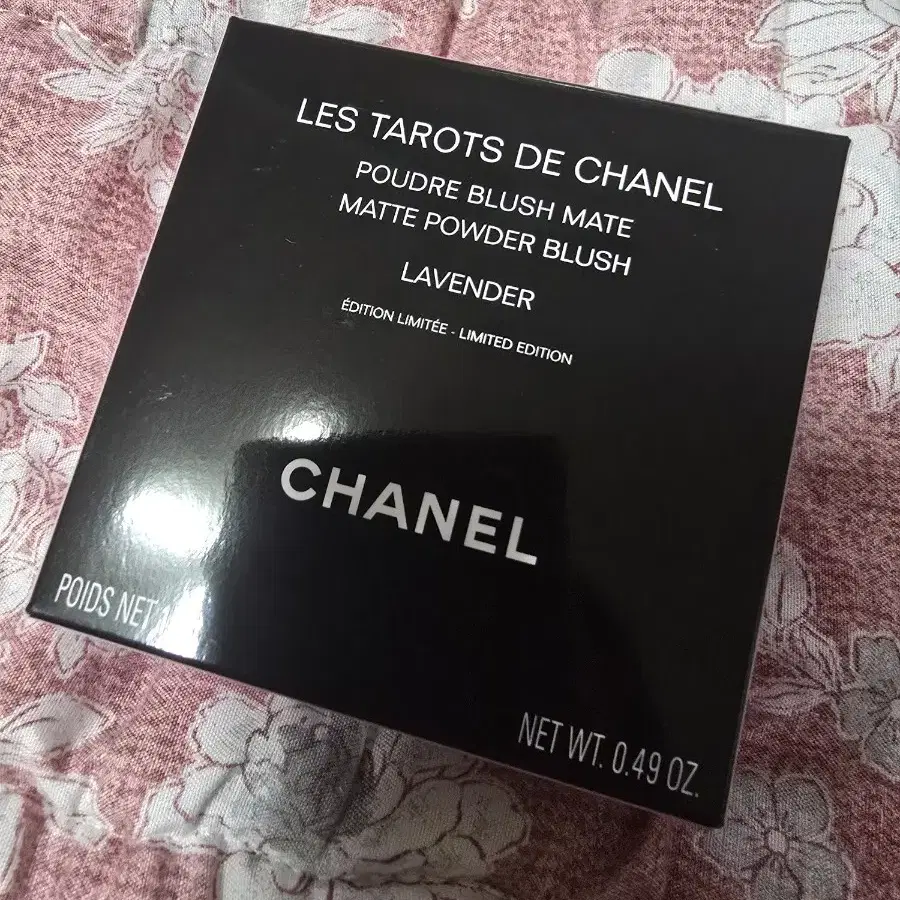 LES TAROTS DE CHANEL
POUDRE BLUSH MATE
MATTE POWDER BLUSH
LAVENDER
ÉDITION LIMITÉE - LIMITED EDITION
CHANEL
POIDS NET
NET WT. 0.49 OZ.